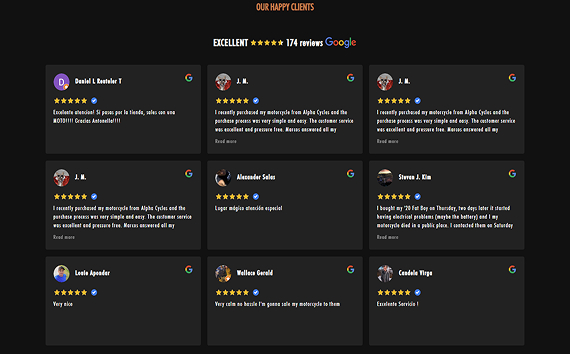 OUR HAPPY CLIENTS
EXCELLENT 174 reviews Google
Daniel L Reuteler T
Excelente atencion! Si pasas por la tienda, sales con una
MOTO!!!! Gracias Antonella!!!!
J. M.
I recently purchased my motorcycle from Alpha Cycles and the
purchase process was very simple and easy. The customer service
was excellent and pressure free. Marcos answered all my
Read more
J. M.
I recently purchased my motorcycle from Alpha Cycles and the
purchase process was very simple and easy. The customer service
was excellent and pressure free. Marcos answered all my
Read more
J. M.
I recently purchased my motorcycle from Alpha Cycles and the
purchase process was very simple and easy. The customer service
was excellent and pressure free. Marcos answered all my
Read more
Alexander Salas
Lugar mágico atención especial
Steven J. Kim
I bought my '20 Fat Boy on Thursday, two days later it started
having electrical problems (maybe the battery) and I my
motorcycle died in a public place. I contacted them on Saturday
Read more
Louie Apondar
Very nice
Wallace Gerald
Very calm no hassle I'm gonna sale my motorcycle to them
Candela Virga
Excelente Servicio !